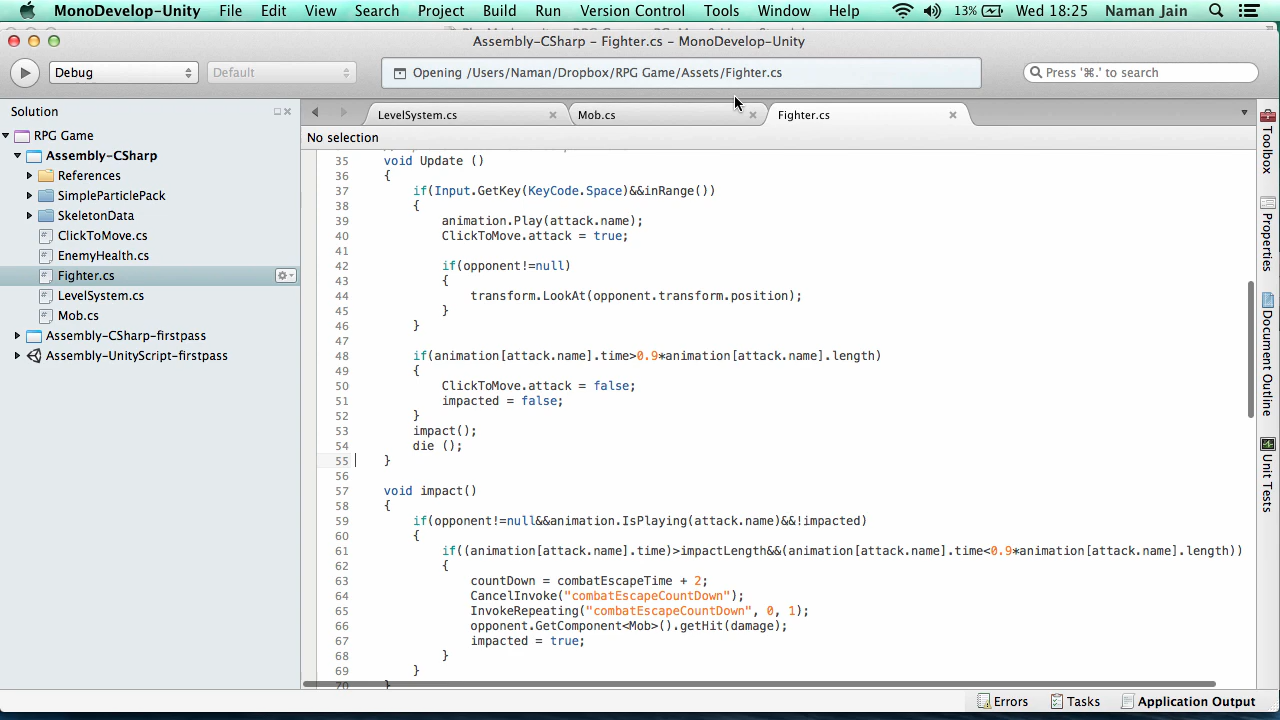 MonoDevelop-Unity File Edit View Search Project Build Run Version Control Tools Window Help 13% Wed 18:25 Naman Jain
Assembly-CSharp – Fighter.cs – MonoDevelop-Unity
Debug Default Opening /Users/Naman/Dropbox/RPG Game/Assets/Fighter.cs Press '⌘.' to search
Solution
RPG Game
Assembly-CSharp
References
SimpleParticlePack
SkeletonData
ClickToMove.cs
EnemyHealth.cs
Fighter.cs
LevelSystem.cs
Mob.cs
Assembly-CSharp-firstpass
Assembly-UnityScript-firstpass
LevelSystem.cs Mob.cs Fighter.cs
No selection
35 void Update ()
36 {
37 if(Input.GetKey(KeyCode.Space)&&inRange())
38 {
39 animation.Play(attack.name);
40 ClickToMove.attack = true;
41
42 if(opponent!=null)
43 {
44 transform.LookAt(opponent.transform.position);
45 }
46 }
47
48 if(animation[attack.name].time>0.9*animation[attack.name].length)
49 {
50 ClickToMove.attack = false;
51 impacted = false;
52 }
53 impact();
54 die ();
55 }
56
57 void impact()
58 {
59 if(opponent!=null&&animation.IsPlaying(attack.name)&&!impacted)
60 {
61 if((animation[attack.name].time)>impactLength&&(animation[attack.name].time<0.9*animation[attack.name].length))
62 {
63 countDown = combatEscapeTime + 2;
64 CancelInvoke("combatEscapeCountDown");
65 InvokeRepeating("combatEscapeCountDown", 0, 1);
66 opponent.GetComponent<Mob>().getHit(damage);
67 impacted = true;
68 }
69 }
70 }
Toolbox
Properties
Document Outline
Unit Tests
Errors Tasks Application Output